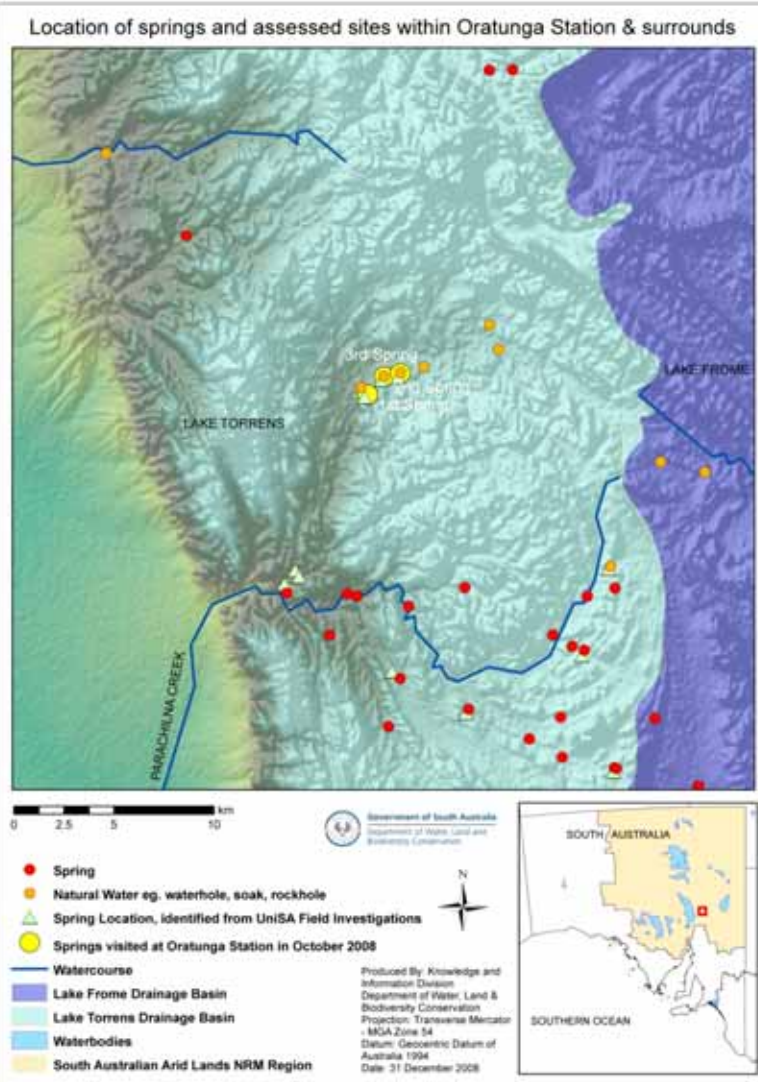 Location of springs and assessed sites within Oratunga Station & surrounds
3rd Spring
2nd Spring
1st Spring
LAKE FROME
LAKE TORRENS
PARACHILNA CREEK
km
0 2.5 5 10
Government of South Australia
Department of Water, Land and
Biodiversity Conservation
Spring
Natural Water eg. waterhole, soak, rockhole
Spring Location, identified from UniSA Field Investigations
Springs visited at Oratunga Station in October 2008
Watercourse
Lake Frome Drainage Basin
Lake Torrens Drainage Basin
Waterbodies
South Australian Arid Lands NRM Region
N
Produced By: Knowledge and
Information Division
Department of Water, Land &
Biodiversity Conservation
Projection: Transverse Mercator
- MGA Zone 54
Datum: Geocentric Datum of
Australia 1994
Date: 31 December 2008
SOUTH AUSTRALIA
SOUTHERN OCEAN